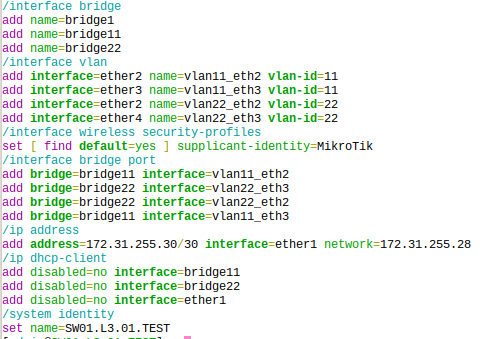 /interface bridge
add name=bridge1
add name=bridge11
add name=bridge22
/interface vlan
add interface=ether2 name=vlan11_eth2 vlan-id=11
add interface=ether3 name=vlan11_eth3 vlan-id=11
add interface=ether2 name=vlan22_eth2 vlan-id=22
add interface=ether4 name=vlan22_eth3 vlan-id=22
/interface wireless security-profiles
set [ find default=yes ] supplicant-identity=MikroTik
/interface bridge port
add bridge=bridge11 interface=vlan11_eth2
add bridge=bridge22 interface=vlan22_eth3
add bridge=bridge22 interface=vlan22_eth2
add bridge=bridge11 interface=vlan11_eth3
/ip address
add address=172.31.255.30/30 interface=ether1 network=172.31.255.28
/ip dhcp-client
add disabled=no interface=bridge11
add disabled=no interface=bridge22
add disabled=no interface=ether1
/system identity
set name=SW01.L3.01.TEST